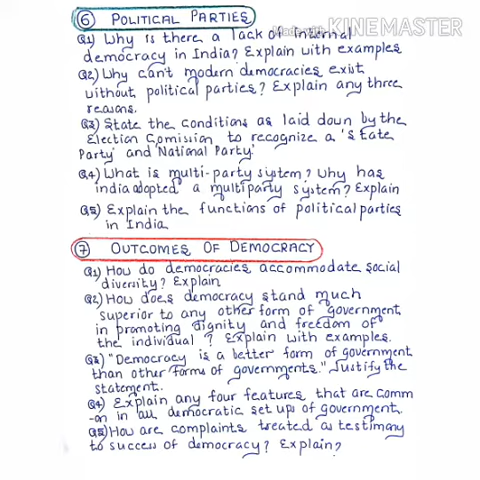 6 POLITICAL PARTIES
Made with KINEMASTER
Q1) Why is there a lack of internal
democracy in India? Explain with examples
Q2) Why can't modern democracies exist
without political parties? Explain any three
reasons.
Q3) State the conditions as laid down by the
Election Comission to recognize a 'State
Party' and 'National Party'.
Q4) What is multi-party system? Why has
india adopted a multiparty system? Explain
Q5) Explain the functions of political parties
in India.
7 OUTCOMES OF DEMOCRACY
Q1) How do democracies accommodate social
diversity? Explain
Q2) How does democracy stand much
superior to any other form of government
in promoting dignity and freedom of
the individual? Explain with examples.
Q3) "Democracy is a better form of government
than other forms of governments." Justify the
statement.
Q4) Explain any four features that are comm
-on in all democratic set ups of government.
Q5) How are complaints treated as testimony
to success of democracy? Explain?